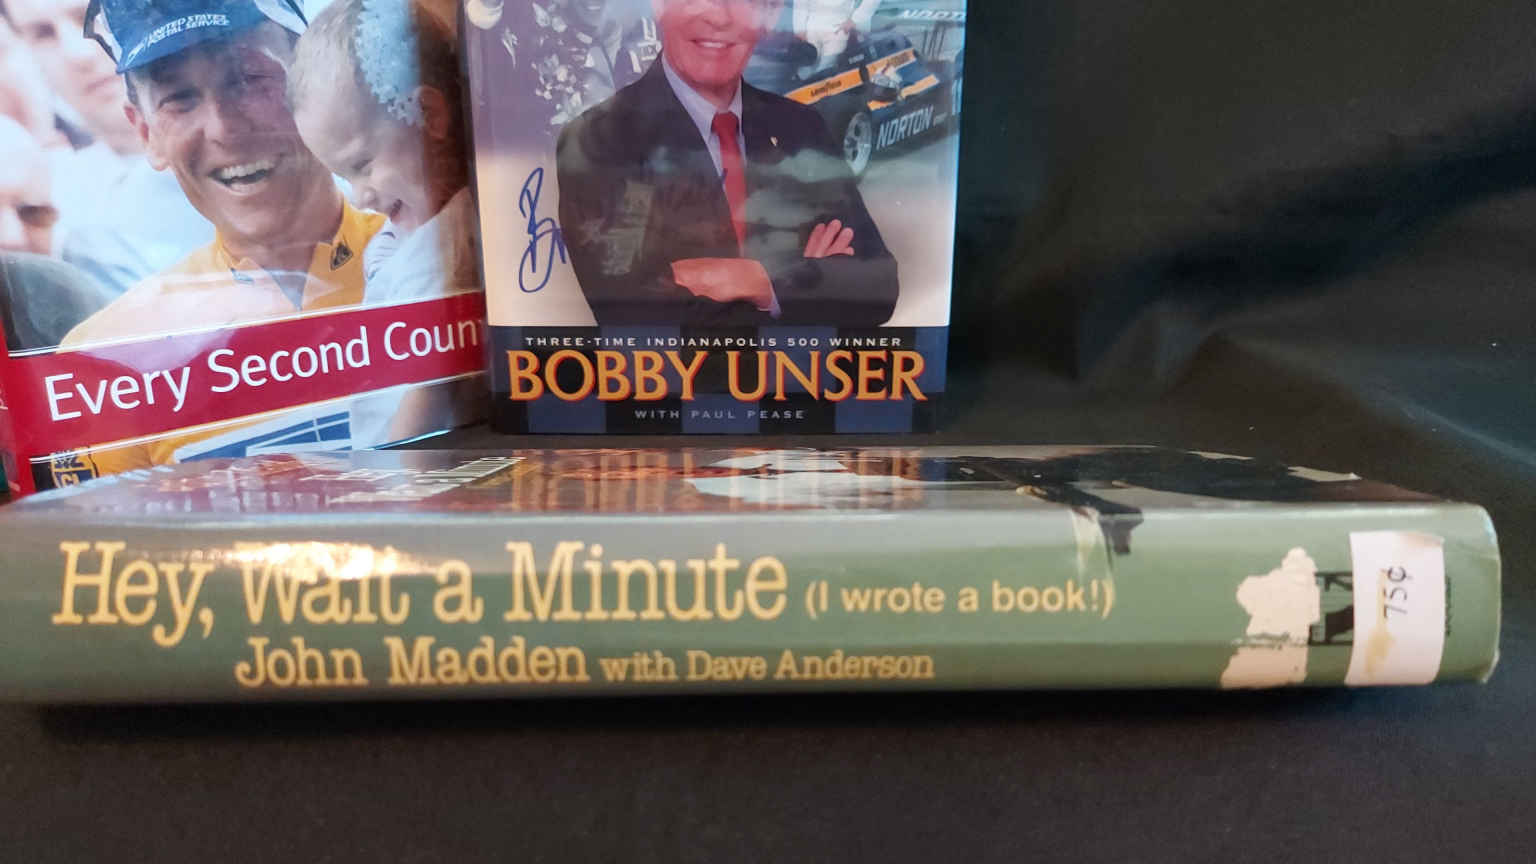 UNITED STATES
POSTAL SERVICE
Every Second Coun
NORTON
THREE-TIME INDIANAPOLIS 500 WINNER
BOBBY UNSER
WITH PAUL PEASE
Hey, Wait a Minute (I wrote a book!)
John Madden with Dave Anderson
75¢